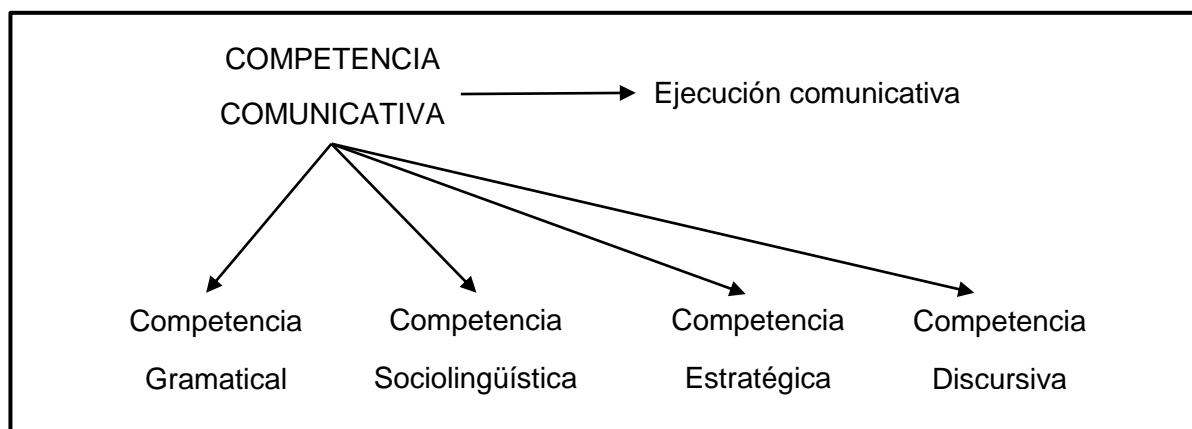 COMPETENCIA
COMUNICATIVA
Ejecución comunicativa
Competencia
Gramatical
Competencia
Sociolingüística
Competencia
Estratégica
Competencia
Discursiva